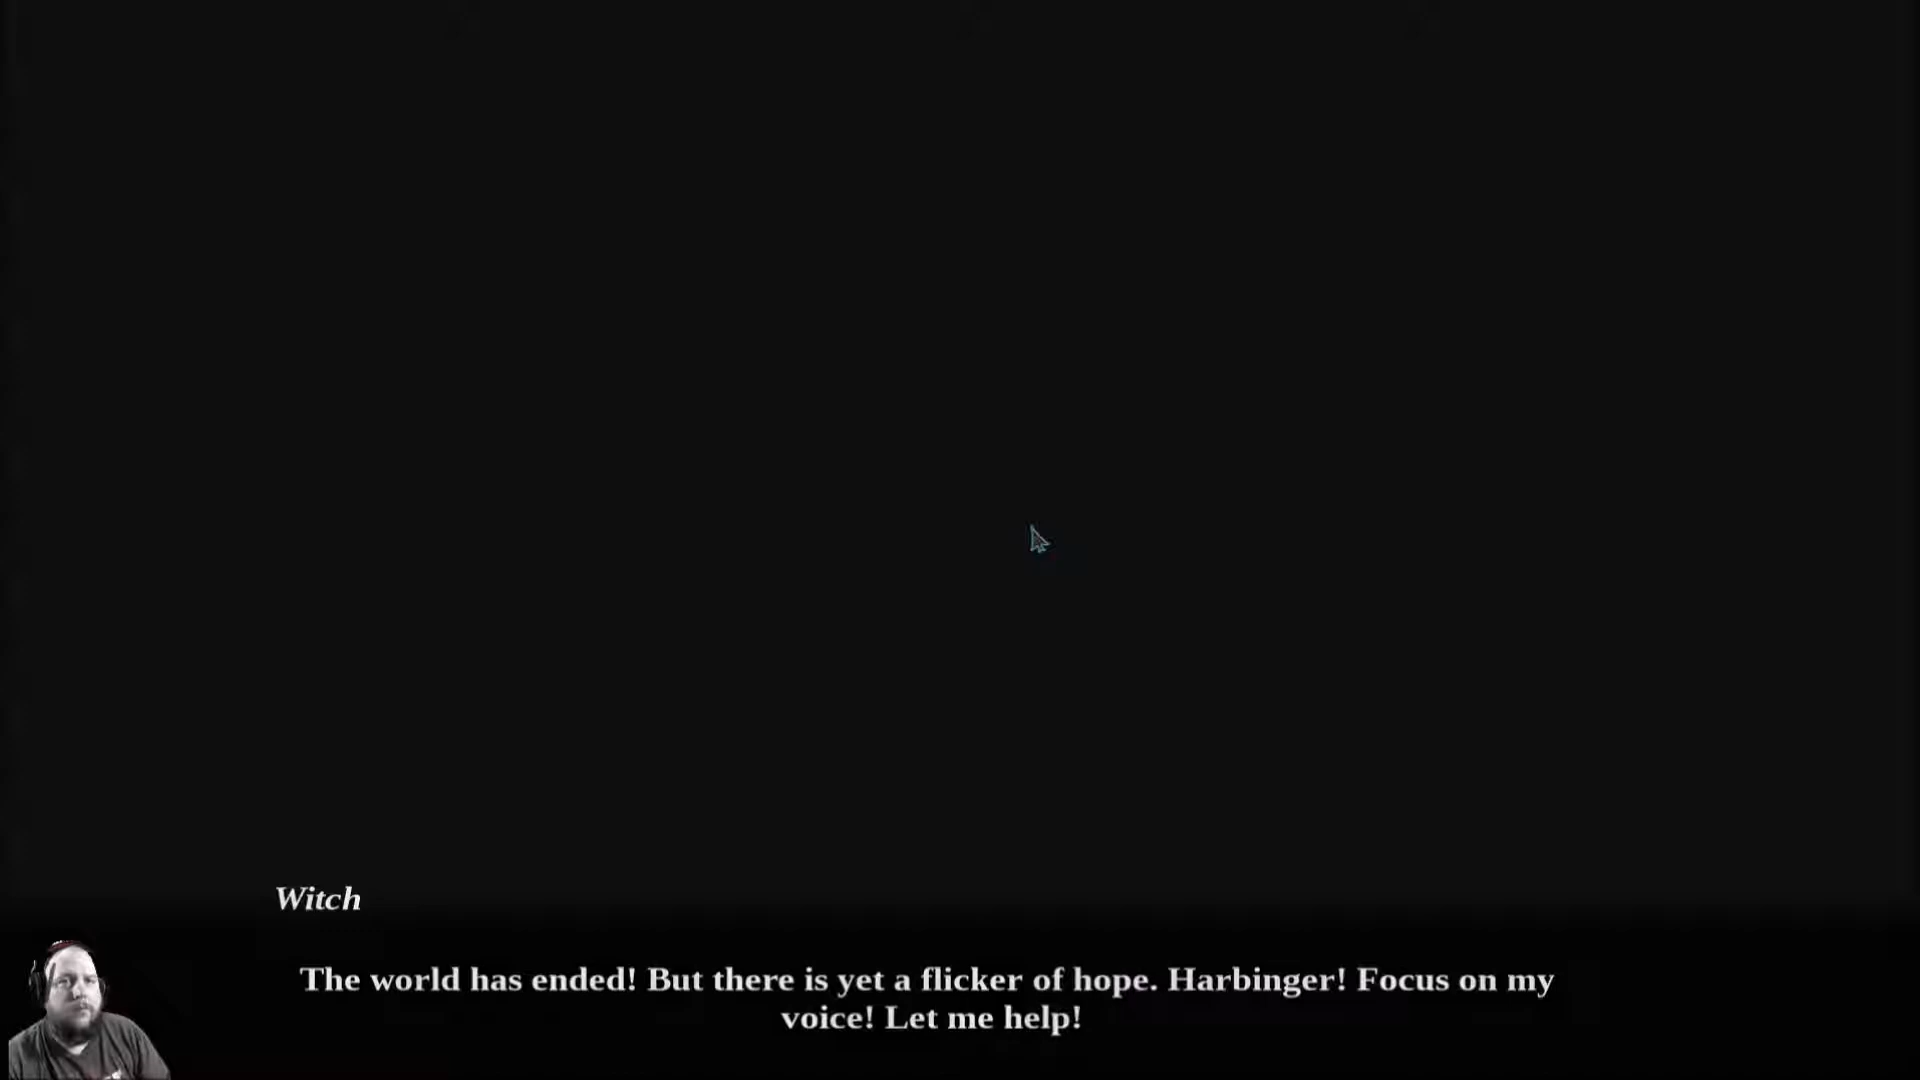 Witch
The world has ended! But there is yet a flicker of hope. Harbinger! Focus on my
voice! Let me help!